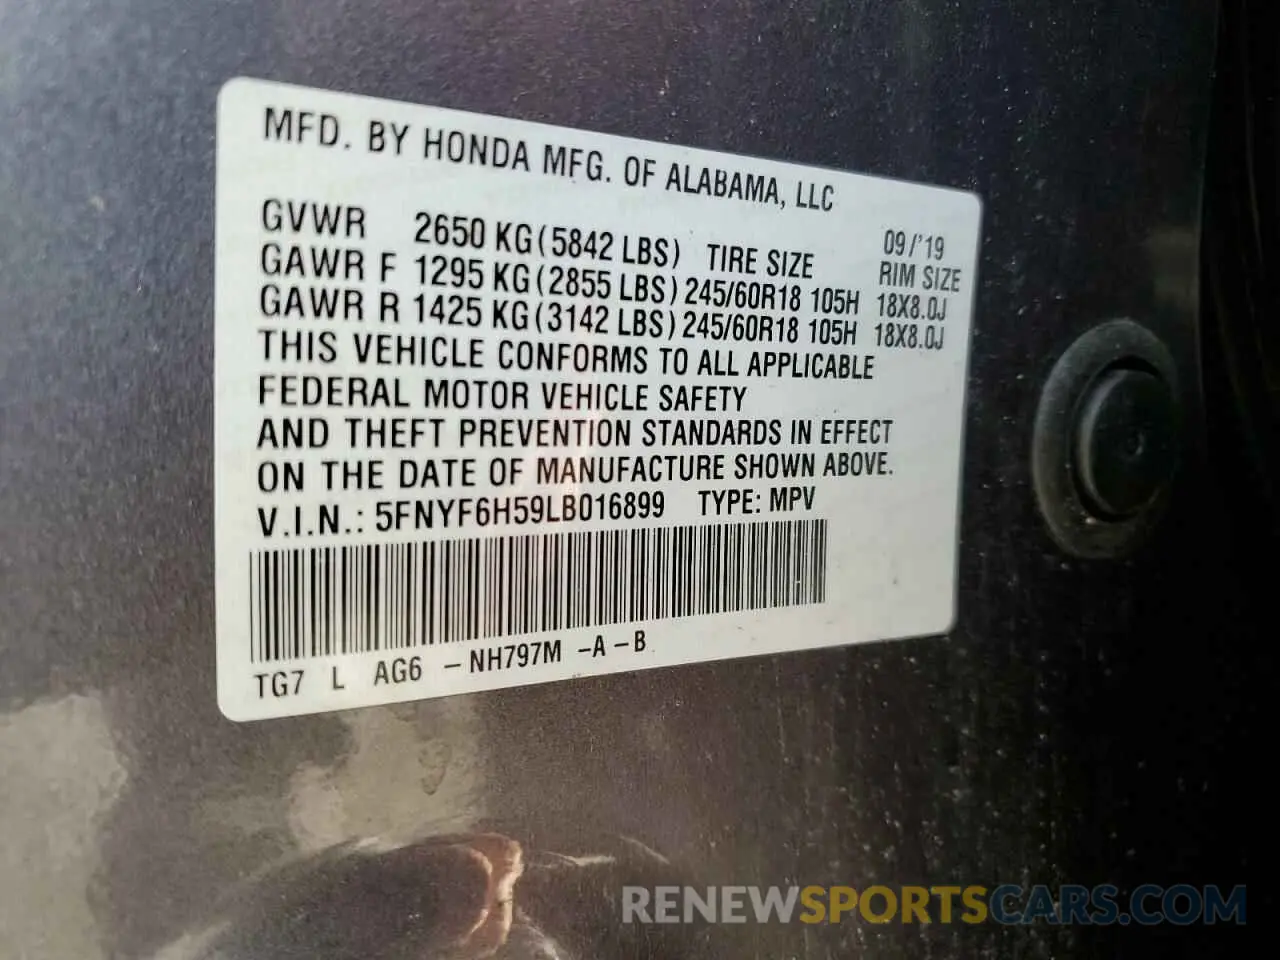 MFD. BY HONDA MFG. OF ALABAMA, LLC
09/'19
GVWR 2650 KG(5842 LBS) TIRE SIZE RIM SIZE
GAWR F 1295 KG(2855 LBS) 245/60R18 105H 18X8.0J
GAWR R 1425 KG(3142 LBS) 245/60R18 105H 18X8.0J
THIS VEHICLE CONFORMS TO ALL APPLICABLE
FEDERAL MOTOR VEHICLE SAFETY
AND THEFT PREVENTION STANDARDS IN EFFECT
ON THE DATE OF MANUFACTURE SHOWN ABOVE.
V.I.N.: 5FNYF6H59LB016899 TYPE: MPV
TG7 L AG6 -NH797M -A-B
RENEWSPORTSCARS.COM